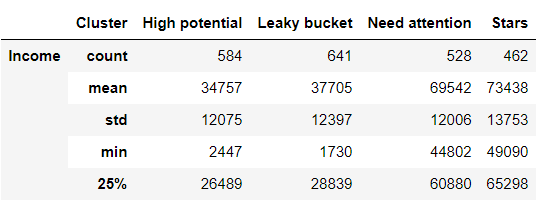 Cluster High potential Leaky bucket Need attention Stars
Income count 584 641 528 462
mean 34757 37705 69542 73438
std 12075 12397 12006 13753
min 2447 1730 44802 49090
25% 26489 28839 60880 65298